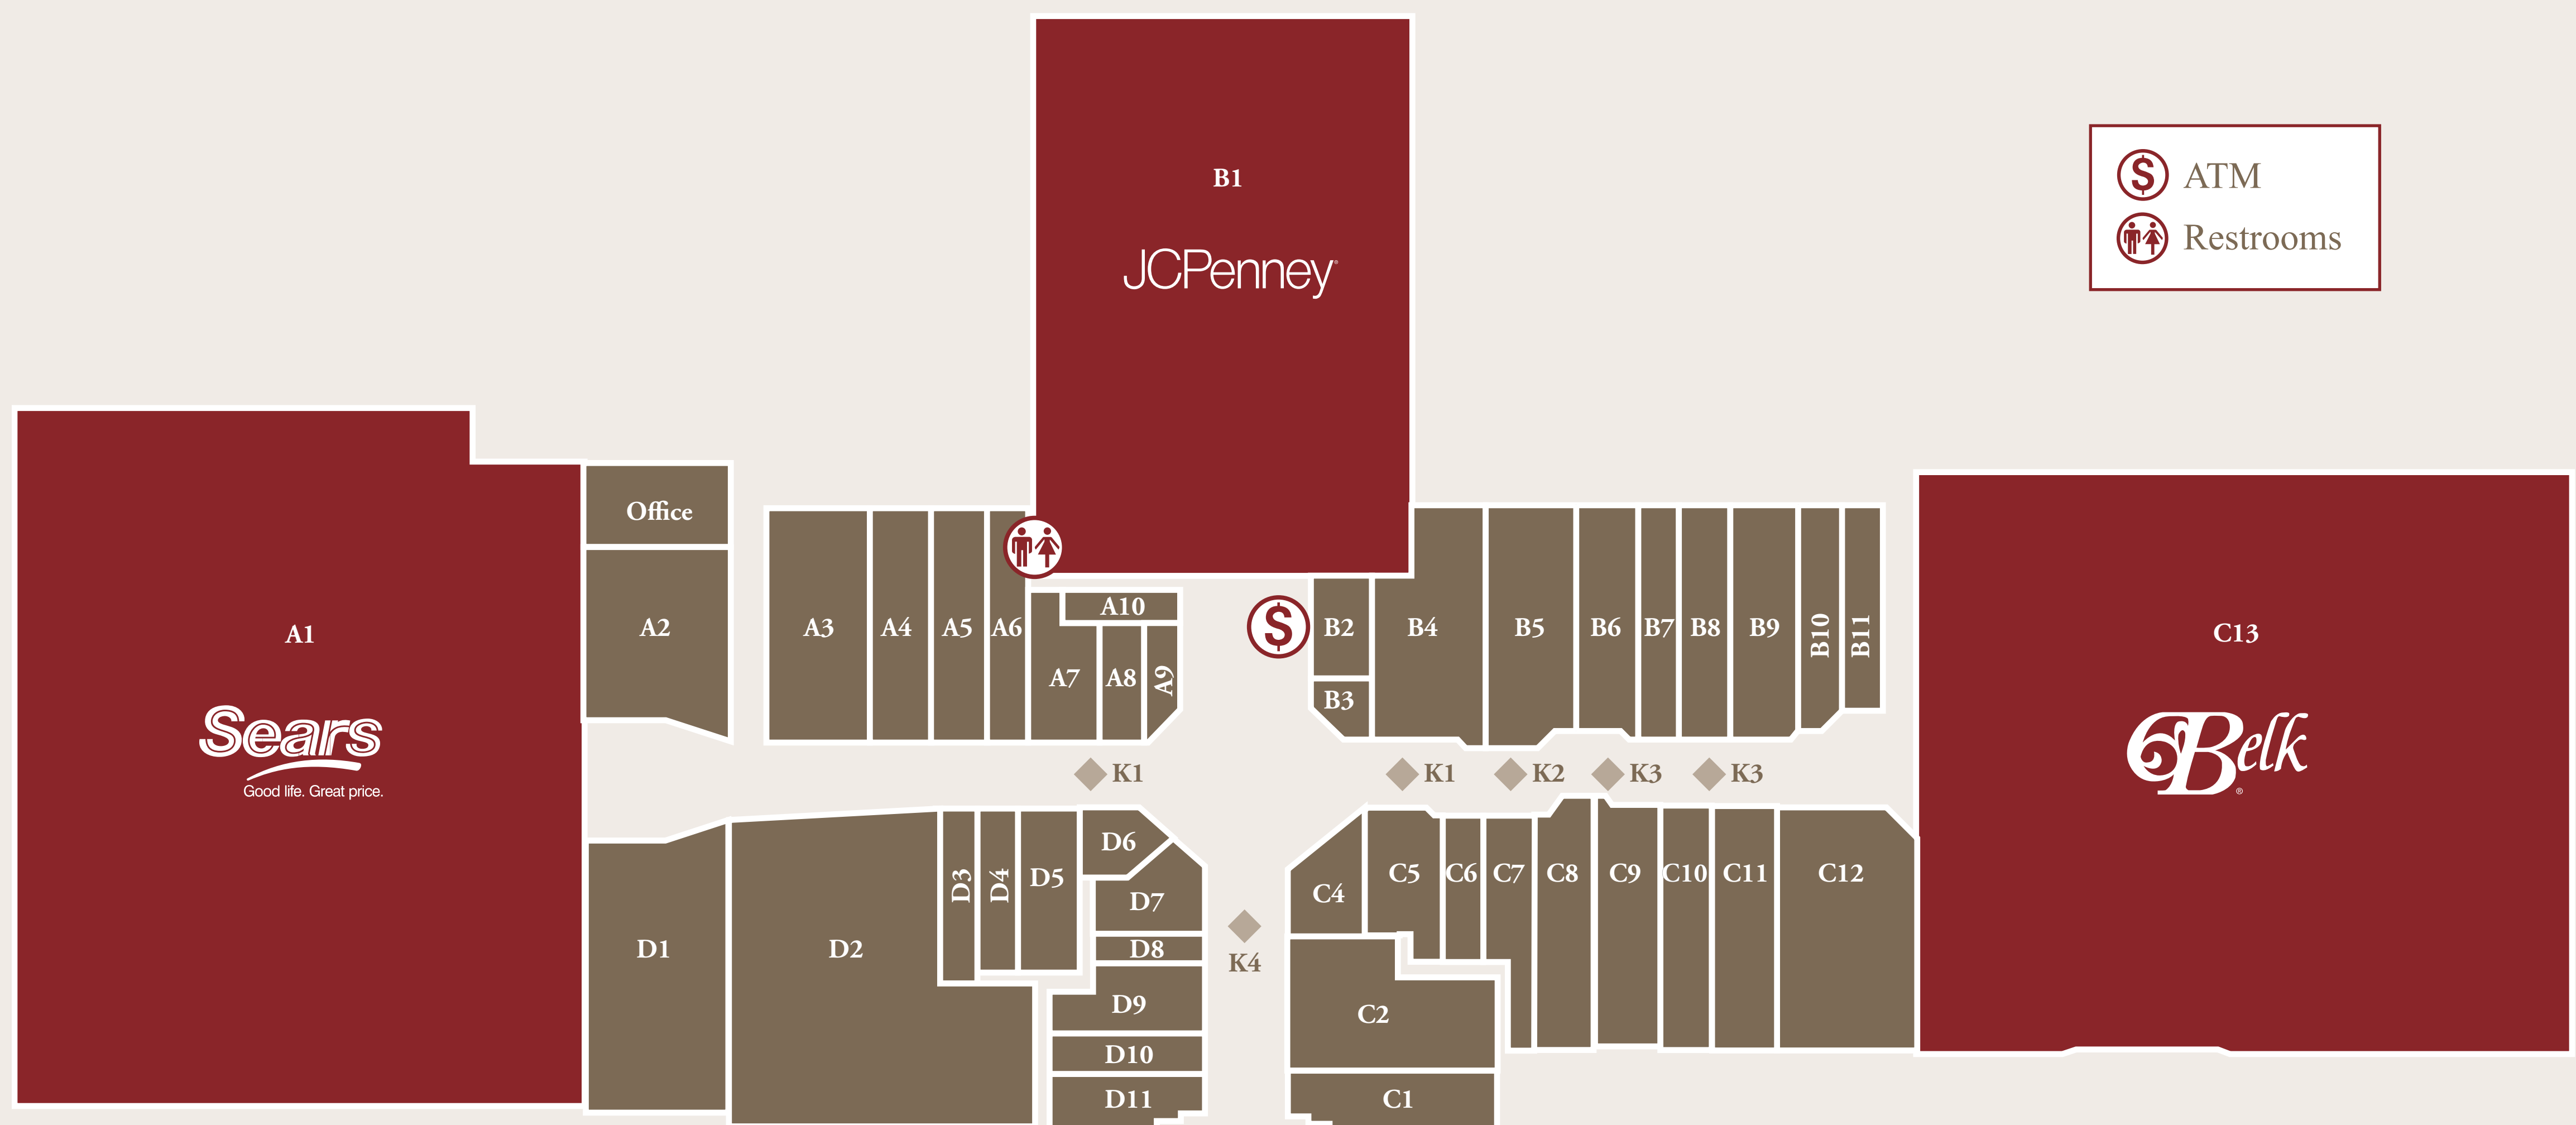 B1
JCPenney
$ ATM
Restrooms
Office
A1
Sears
Good life. Great price.
A2
A3
A4
A5
A6
A7
A8
A9
A10
$
B2
B3
B4
B5
B6
B7
B8
B9
B10
B11
C13
Belk
®
K1
K1
K2
K3
K3
D1
D2
D3
D4
D5
D6
D7
D8
D9
D10
D11
K4
C4
C5
C6
C7
C8
C9
C10
C11
C12
C2
C1